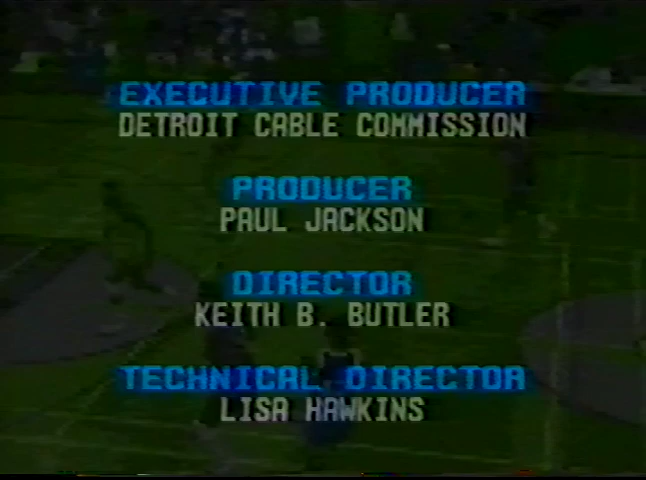 EXECUTIVE PRODUCER
DETROIT CABLE COMMISSION
PRODUCER
PAUL JACKSON
DIRECTOR
KEITH B. BUTLER
TECHNICAL DIRECTOR
LISA HAWKINS